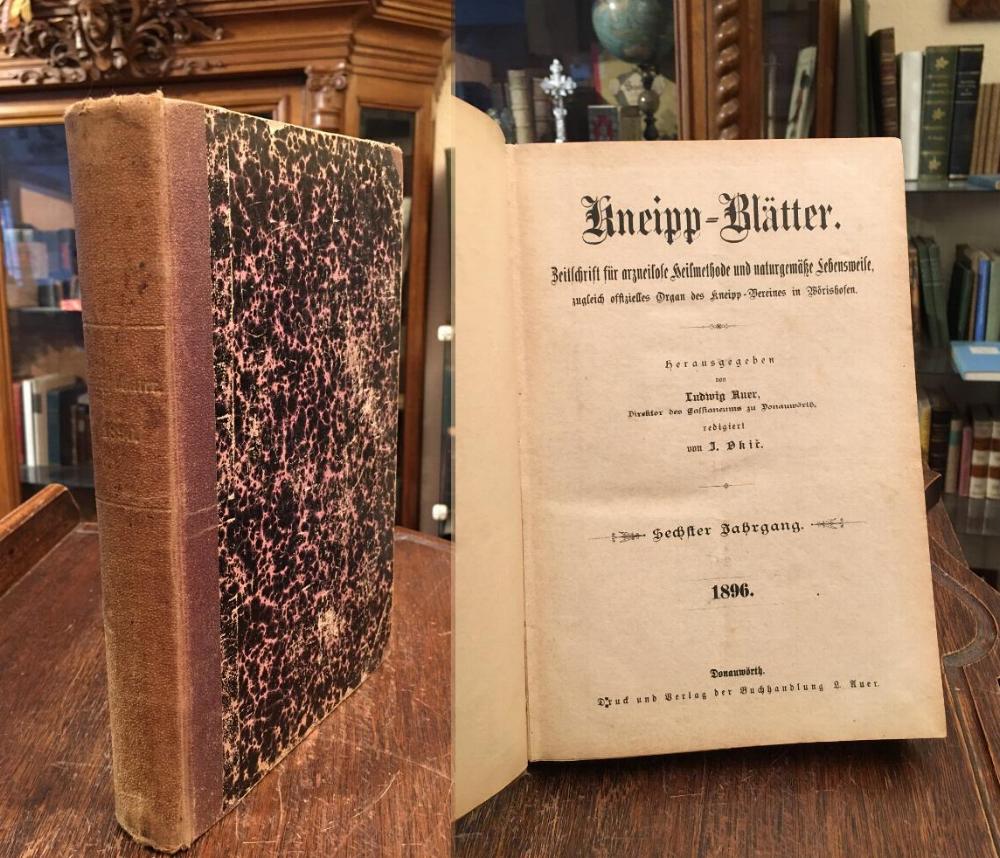 Kneipp-Blätter.
Zeitschrift für arzneilose Heilmethode und naturgemäße Lebensweise,
zugleich offizielles Organ des Kneipp-Vereines in Wörishofen.
Herausgegeben
von
Ludwig Auer,
Direktor des Cassianeums zu Donauwörth,
redigiert
von J. Okič.
Sechster Jahrgang.
1896.
Donauwörth.
Druck und Verlag der Buchhandlung L. Auer.